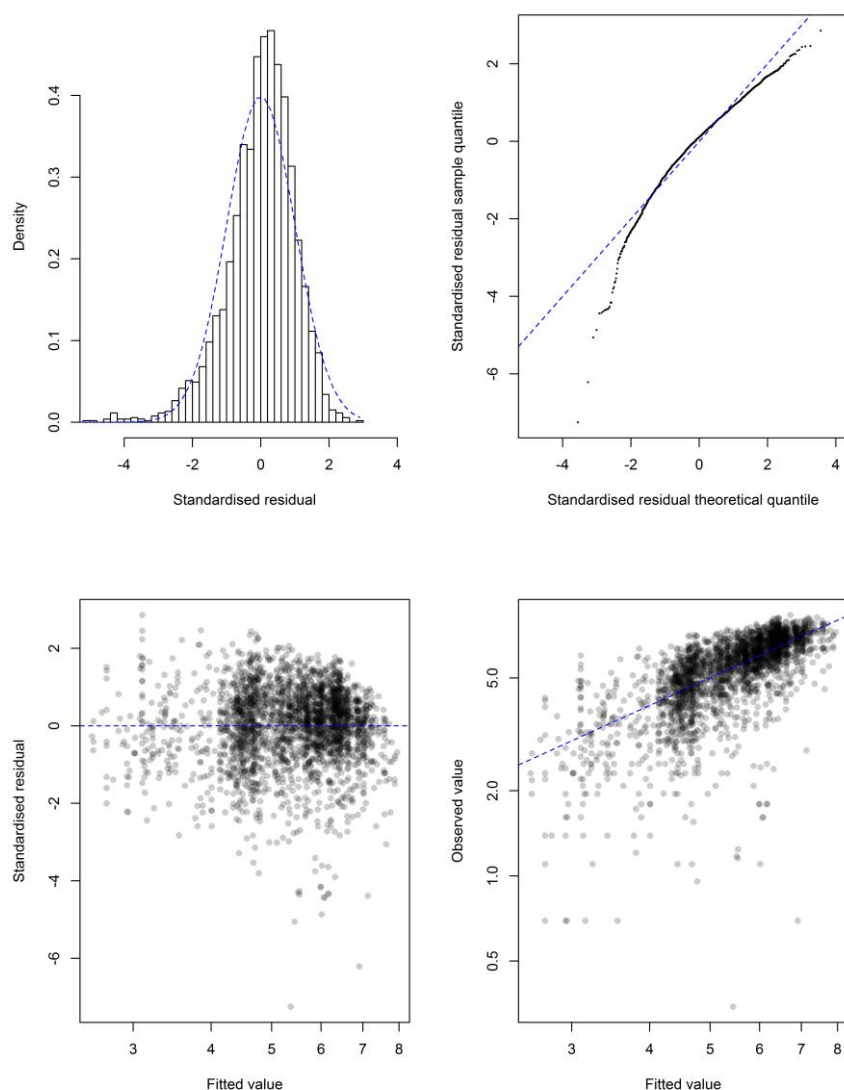 Density
0.0 0.1 0.2 0.3 0.4
-4 -2 0 2 4
Standardised residual
Standardised residual sample quantile
-6 -4 -2 0 2
-4 -2 0 2 4
Standardised residual theoretical quantile
Standardised residual
-6 -4 -2 0 2
3 4 5 6 7 8
Fitted value
Observed value
0.5 1.0 2.0 5.0
3 4 5 6 7 8
Fitted value